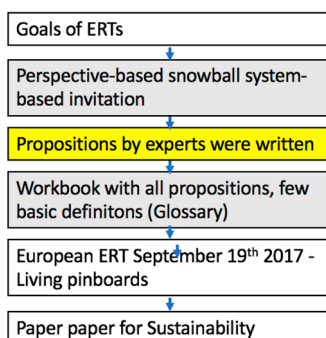 Goals of ERTs
Perspective-based snowball system-
based invitation
Propositions by experts were written
Workbook with all propositions, few
basic definitons (Glossary)
European ERT September 19th 2017 -
Living pinboards
Paper paper for Sustainability